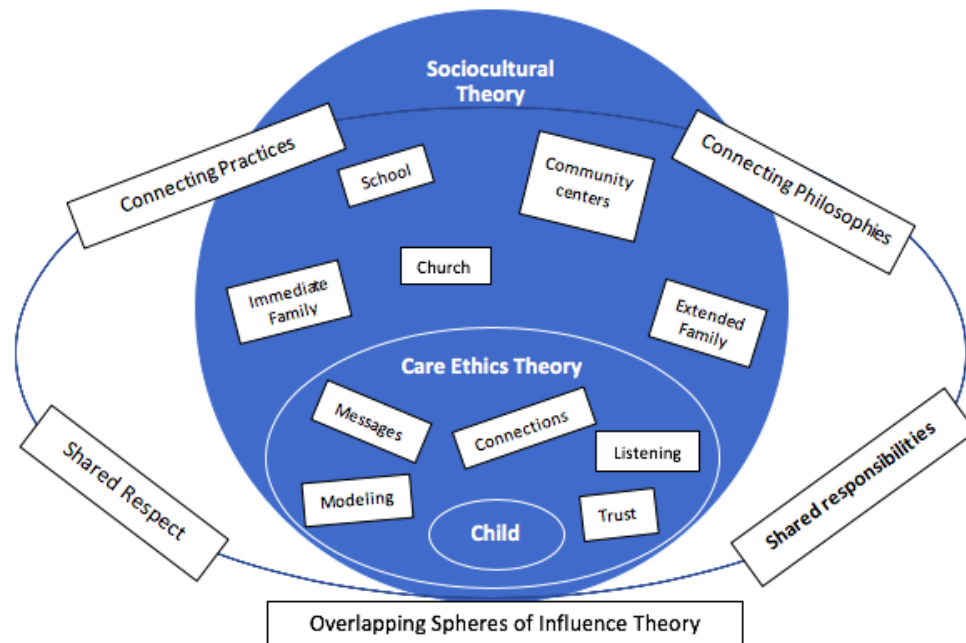 Sociocultural
Theory
Connecting Practices
Connecting Philosophies
School
Community
centers
Church
Immediate
Family
Extended
Family
Care Ethics Theory
Messages
Connections
Listening
Modeling
Trust
Child
Shared Respect
Shared responsibilities
Overlapping Spheres of Influence Theory